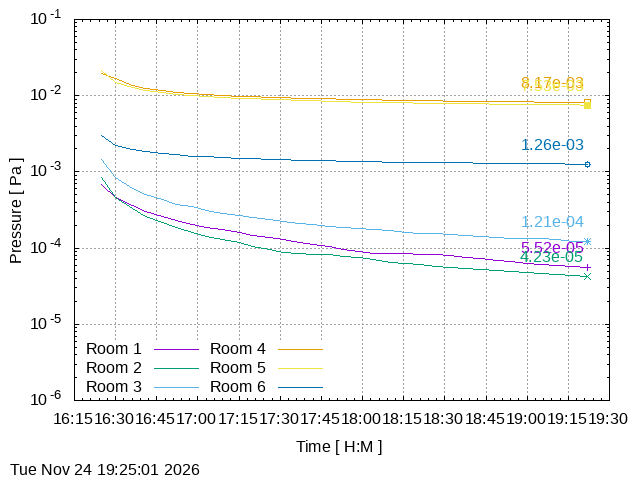 10^-1
10^-2
10^-3
10^-4
10^-5
10^-6
Pressure [ Pa ]
8.17e-03
1.26e-03
1.21e-04
5.52e-05
4.23e-05
Room 1 Room 4
Room 2 Room 5
Room 3 Room 6
16:15 16:30 16:45 17:00 17:15 17:30 17:45 18:00 18:15 18:30 18:45 19:00 19:15 19:30
Time [ H:M ]
Tue Nov 24 19:25:01 2026